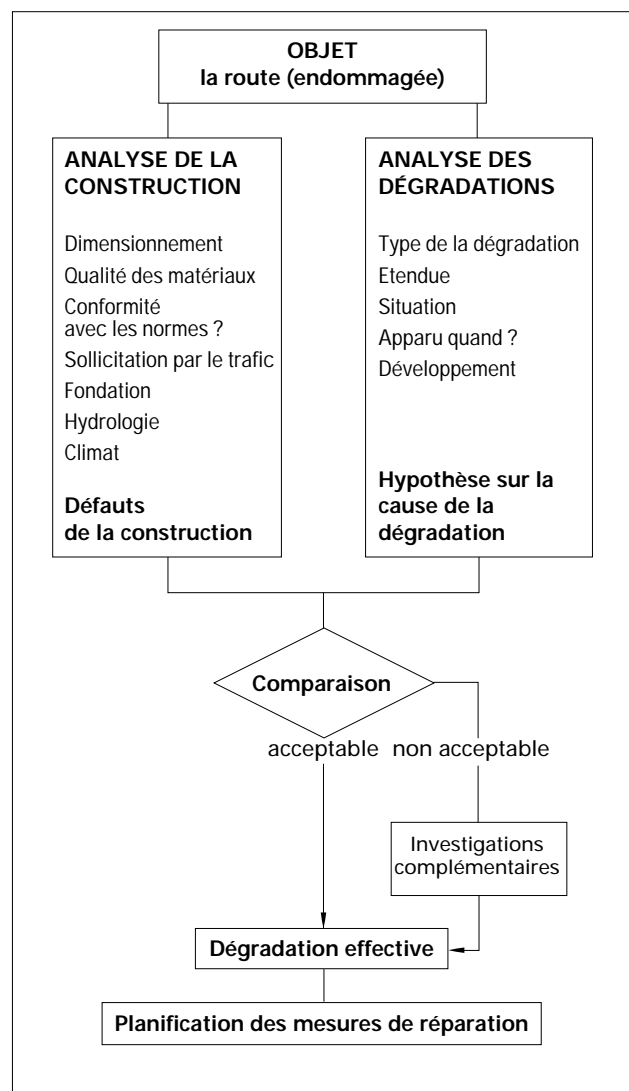 OBJET
la route (endommagée)
ANALYSE DE LA
CONSTRUCTION
Dimensionnement
Qualité des matériaux
Conformité
avec les normes ?
Sollicitation par le trafic
Fondation
Hydrologie
Climat
Défauts
de la construction
ANALYSE DES
DÉGRADATIONS
Type de la dégradation
Etendue
Situation
Apparu quand ?
Développement
Hypothèse sur la
cause de la
dégradation
Comparaison
acceptable
non acceptable
Investigations
complémentaires
Dégradation effective
Planification des mesures de réparation